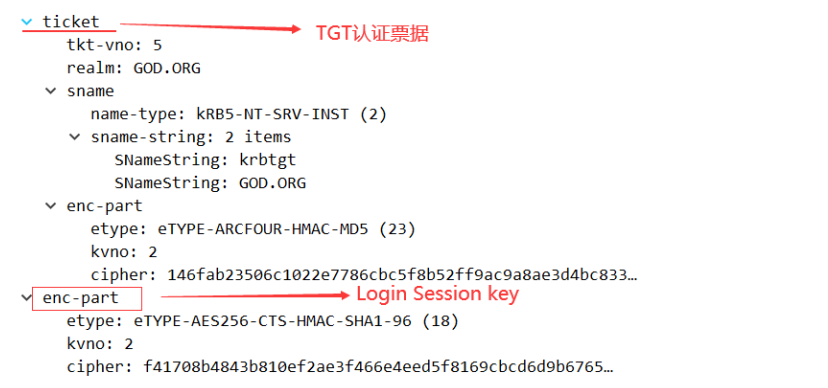 ticket
TGT认证票据
tkt-vno: 5
realm: GOD.ORG
sname
name-type: kRB5-NT-SRV-INST (2)
sname-string: 2 items
SNameString: krbtgt
SNameString: GOD.ORG
enc-part
etype: eTYPE-ARCFOUR-HMAC-MD5 (23)
kvno: 2
cipher: 146fab23506c1022e7786cbc5f8b52ff9ac9a8ae3d4bc833…
enc-part
Login Session key
etype: eTYPE-AES256-CTS-HMAC-SHA1-96 (18)
kvno: 2
cipher: f41708b4843b810ef2ae3f466e4eed5f8169cbcd6d9b6765…